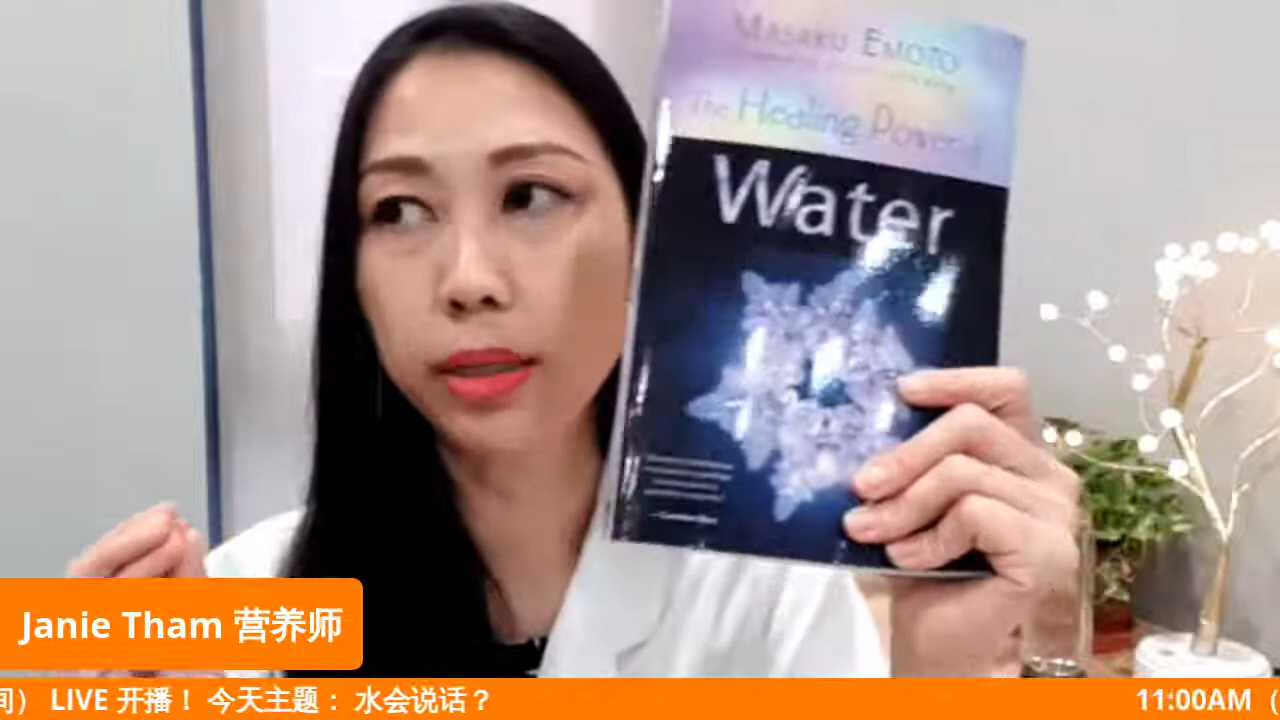 MASARU EMOTO
The Healing Power of
Water
Janie Tham 营养师
间） LIVE 开播！ 今天主题： 水会说话？
11:00AM （